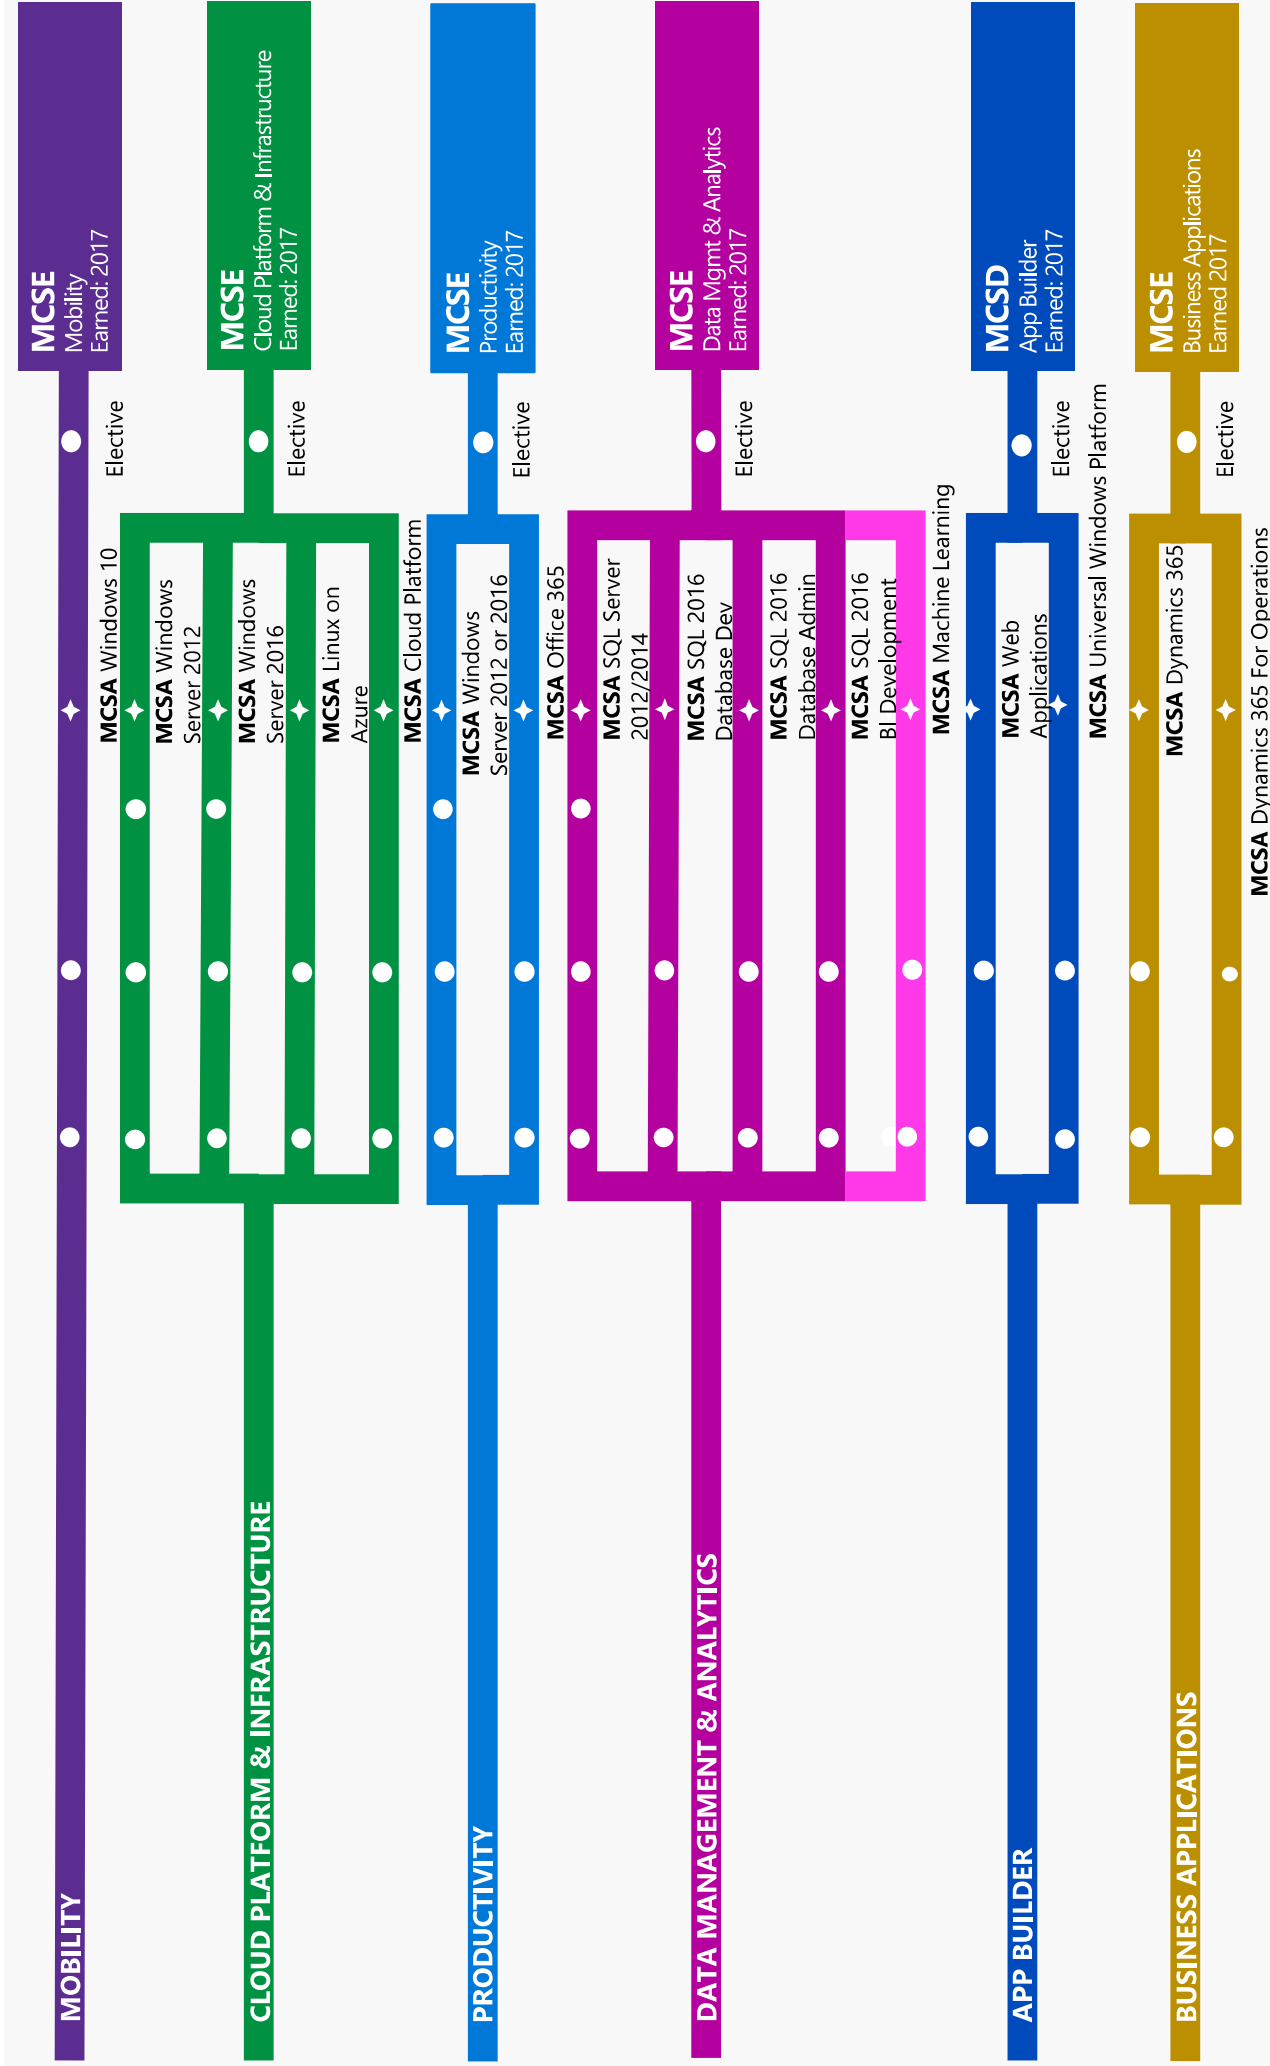 MOBILITY
MCSA Windows 10
Elective
MCSE
Mobility
Earned: 2017
CLOUD PLATFORM & INFRASTRUCTURE
MCSA Windows
Server 2012
MCSA Windows
Server 2016
MCSA Linux on
Azure
MCSA Cloud Platform
Elective
MCSE
Cloud Platform & Infrastructure
Earned: 2017
PRODUCTIVITY
MCSA Windows
Server 2012 or 2016
MCSA Office 365
Elective
MCSE
Productivity
Earned: 2017
DATA MANAGEMENT & ANALYTICS
MCSA SQL Server
2012/2014
MCSA SQL 2016
Database Dev
MCSA SQL 2016
Database Admin
MCSA SQL 2016
BI Development
MCSA Machine Learning
Elective
MCSE
Data Mgmt & Analytics
Earned: 2017
APP BUILDER
MCSA Web
Applications
MCSA Universal Windows Platform
Elective
MCSD
App Builder
Earned: 2017
BUSINESS APPLICATIONS
MCSA Dynamics 365
MCSA Dynamics 365 For Operations
Elective
MCSE
Business Applications
Earned 2017